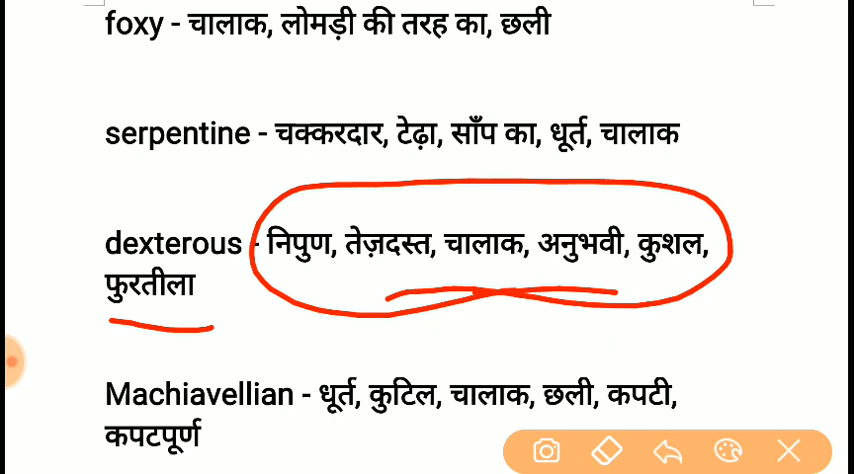 foxy - चालाक, लोमड़ी की तरह का, छली
serpentine - चक्करदार, टेढ़ा, साँप का, धूर्त, चालाक
dexterous - निपुण, तेज़दस्त, चालाक, अनुभवी, कुशल,
फुरतीला
Machiavellian - धूर्त, कुटिल, चालाक, छली, कपटी,
कपटपूर्ण